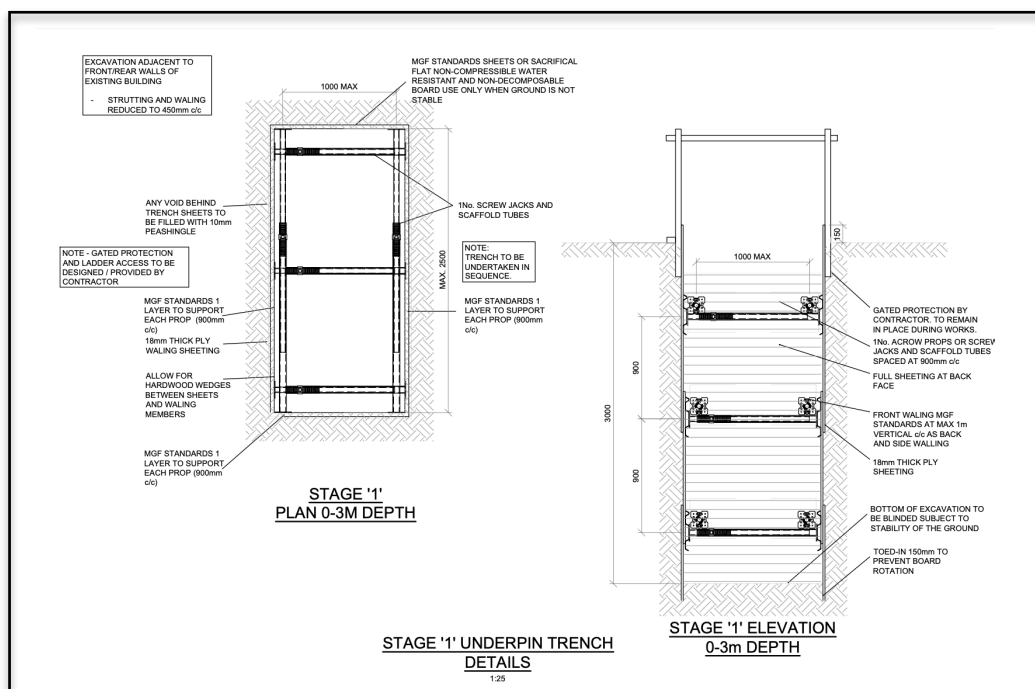 EXCAVATION ADJACENT TO
FRONT/REAR WALLS OF
EXISTING BUILDING
- STRUTTING AND WALING
REDUCED TO 450mm c/c
1000 MAX
MGF STANDARDS SHEETS OR SACRIFICAL
FLAT NON-COMPRESSIBLE WATER
RESISTANT AND NON-DECOMPOSABLE
BOARD USE ONLY WHEN GROUND IS NOT
STABLE
ANY VOID BEHIND
TRENCH SHEETS TO
BE FILLED WITH 10mm
PEASHINGLE
1No. SCREW JACKS AND
SCAFFOLD TUBES
NOTE - GATED PROTECTION
AND LADDER ACCESS TO BE
DESIGNED / PROVIDED BY
CONTRACTOR
MAX. 2500
NOTE:
TRENCH TO BE
UNDERTAKEN IN
SEQUENCE.
MGF STANDARDS 1
LAYER TO SUPPORT
EACH PROP (900mm
c/c)
MGF STANDARDS 1
LAYER TO SUPPORT
EACH PROP (900mm
c/c)
18mm THICK PLY
WALING SHEETING
ALLOW FOR
HARDWOOD WEDGES
BETWEEN SHEETS
AND WALING
MEMBERS
MGF STANDARDS 1
LAYER TO SUPPORT
EACH PROP (900mm
c/c)
STAGE '1'
PLAN 0-3M DEPTH
150
1000 MAX
GATED PROTECTION BY
CONTRACTOR. TO REMAIN
IN PLACE DURING WORKS.
1No. ACROW PROPS OR SCREW
JACKS AND SCAFFOLD TUBES
SPACED AT 900mm c/c
FULL SHEETING AT BACK
FACE
900
3000
FRONT WALING MGF
STANDARDS AT MAX 1m
VERTICAL c/c AS BACK
AND SIDE WALLING
18mm THICK PLY
SHEETING
900
BOTTOM OF EXCAVATION TO
BE BLINDED SUBJECT TO
STABILITY OF THE GROUND
TOED-IN 150mm TO
PREVENT BOARD
ROTATION
STAGE '1' ELEVATION
0-3m DEPTH
STAGE '1' UNDERPIN TRENCH
DETAILS
1:25